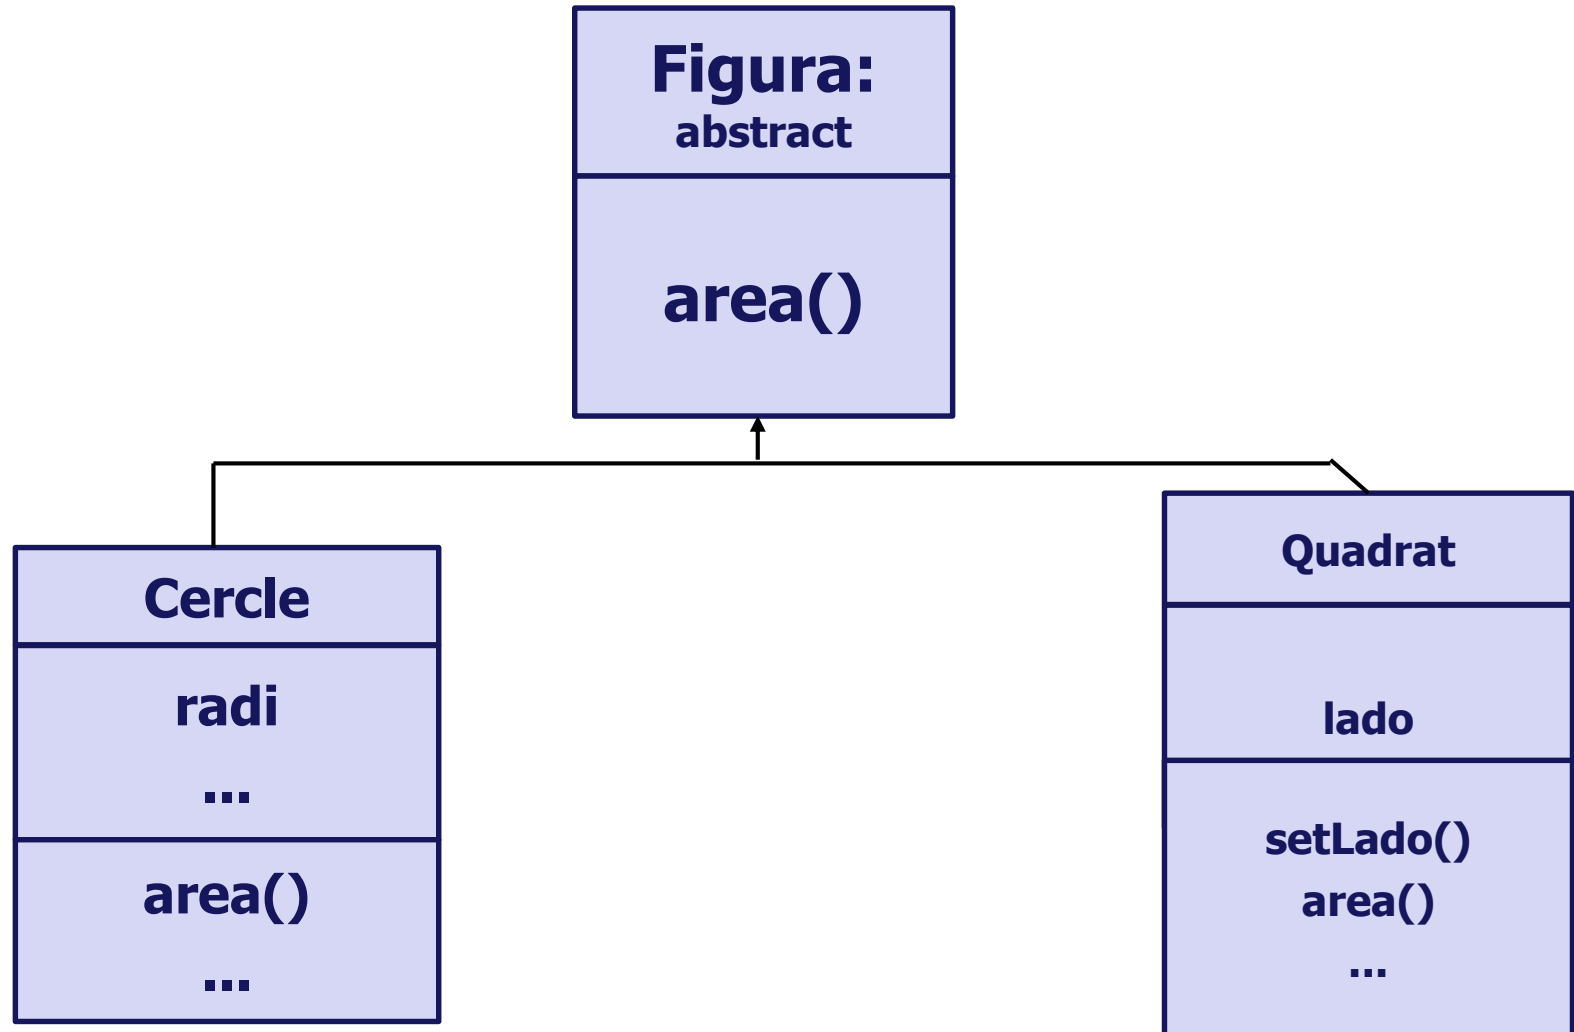 Figura:
abstract
area()
Cercle
radi
...
area()
...
Quadrat
lado
setLado()
area()
...